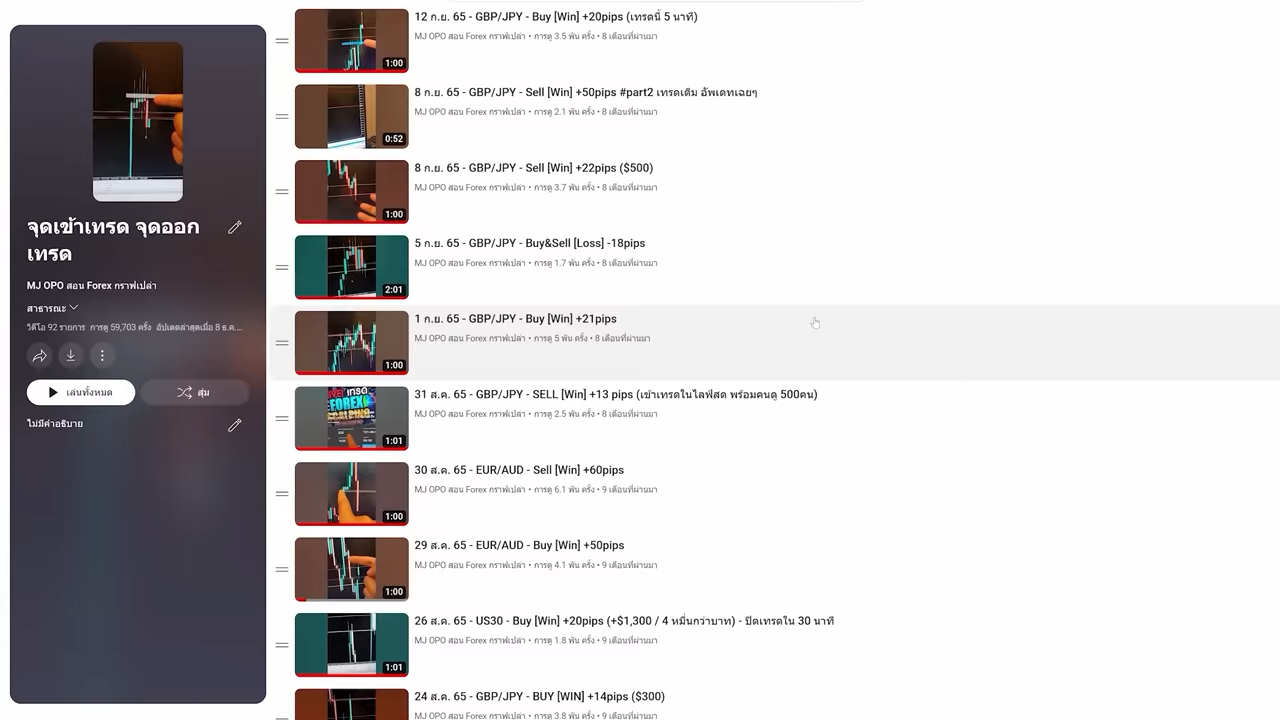 จุดเข้าเทรด จุดออก
เทรด
MJ OPO สอน Forex กราฟเปล่า
สาธารณะ
วิดีโอ 92 รายการ การดู 59,703 ครั้ง อัปเดตล่าสุดเมื่อ 8 ธ.ค....
เล่นทั้งหมด
สุ่ม
ไม่มีคำอธิบาย
12 ก.ย. 65 - GBP/JPY - Buy [Win] +20pips (เทรดนี้ 5 นาที)
MJ OPO สอน Forex กราฟเปล่า • การดู 3.5 พัน ครั้ง • 8 เดือนที่ผ่านมา
1:00
8 ก.ย. 65 - GBP/JPY - Sell [Win] +50pips #part2 เทรดเดิม อัพเดทเฉยๆ
MJ OPO สอน Forex กราฟเปล่า • การดู 2.1 พัน ครั้ง • 8 เดือนที่ผ่านมา
0:52
8 ก.ย. 65 - GBP/JPY - Sell [Win] +22pips ($500)
MJ OPO สอน Forex กราฟเปล่า • การดู 3.7 พัน ครั้ง • 8 เดือนที่ผ่านมา
1:00
5 ก.ย. 65 - GBP/JPY - Buy&Sell [Loss] -18pips
MJ OPO สอน Forex กราฟเปล่า • การดู 1.7 พัน ครั้ง • 8 เดือนที่ผ่านมา
2:01
1 ก.ย. 65 - GBP/JPY - Buy [Win] +21pips
MJ OPO สอน Forex กราฟเปล่า • การดู 5 พัน ครั้ง • 8 เดือนที่ผ่านมา
1:00
31 ส.ค. 65 - GBP/JPY - SELL [Win] +13 pips (เข้าเทรดในไลฟ์สด พร้อมคนดู 500คน)
MJ OPO สอน Forex กราฟเปล่า • การดู 2.5 พัน ครั้ง • 8 เดือนที่ผ่านมา
เทรด
FOREX
1:01
30 ส.ค. 65 - EUR/AUD - Sell [Win] +60pips
MJ OPO สอน Forex กราฟเปล่า • การดู 6.1 พัน ครั้ง • 9 เดือนที่ผ่านมา
1:00
29 ส.ค. 65 - EUR/AUD - Buy [Win] +50pips
MJ OPO สอน Forex กราฟเปล่า • การดู 4.1 พัน ครั้ง • 9 เดือนที่ผ่านมา
1:00
26 ส.ค. 65 - US30 - Buy [Win] +20pips (+$1,300 / 4 หมื่นกว่าบาท) - ปิดเทรดใน 30 นาที
MJ OPO สอน Forex กราฟเปล่า • การดู 1.8 พัน ครั้ง • 9 เดือนที่ผ่านมา
1:01
24 ส.ค. 65 - GBP/JPY - BUY [WIN] +14pips ($300)
MJ OPO สอน Forex กราฟเปล่า • การดู 3.8 พัน ครั้ง • 9 เดือนที่ผ่านมา